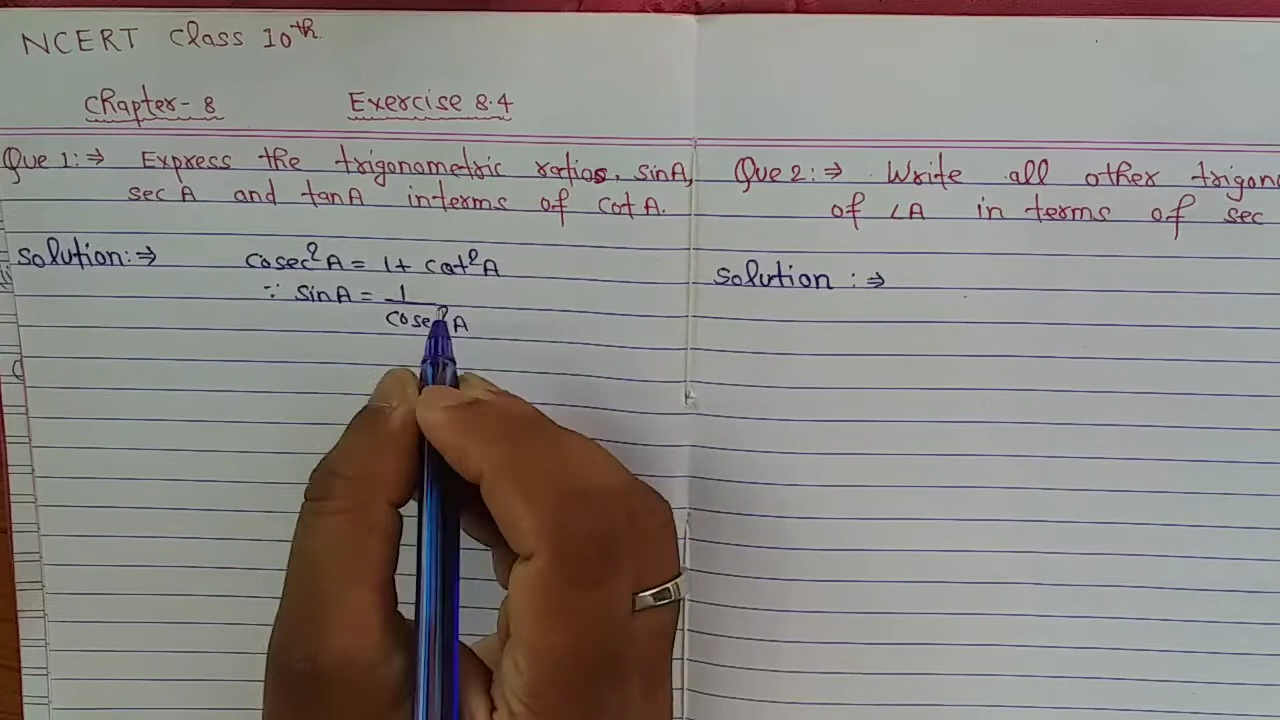 NCERT Class 10th
Chapter-8 Exercise 8.4
Que 1:⇒ Express the trigonometric ratios, sinA,
sec A and tanA interms of cot A.
Solution:⇒ cosec²A = 1+ cot²A
∵ sinA = 1
A
Que 2:⇒ Write all other
of ∠A in terms of sec
Solution :⇒